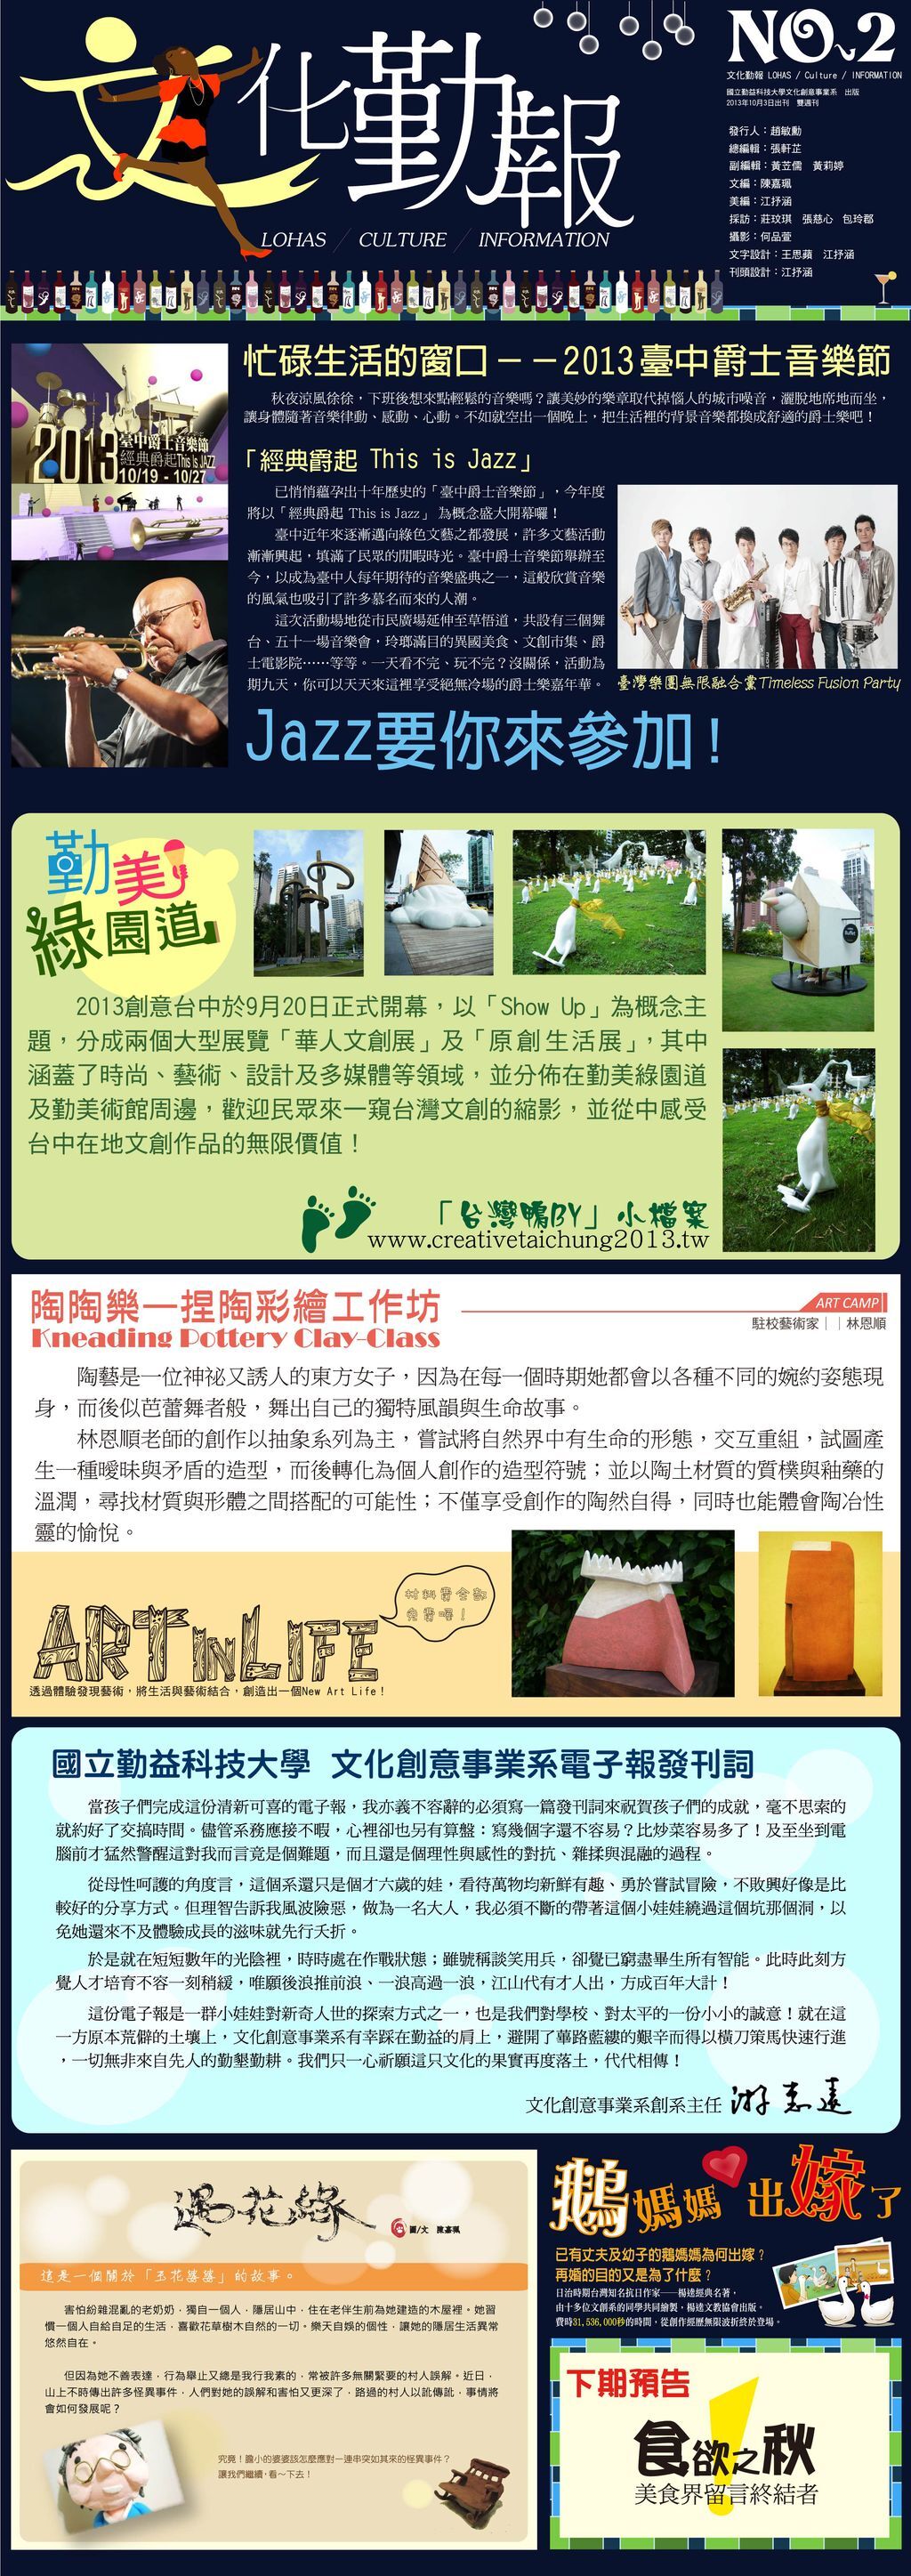 化勤報
LOHAS / CULTURE / INFORMATION
NO.2
文化勤報 LOHAS / Culture / INFORMATION
國立勤益科技大學文化創意事業系 出版
2013年10月3日出刊 雙週刊
發行人：趙敏勳
總編輯：張軒芷
副編輯：黃苙儒 黃莉婷
文編：陳嘉珮
美編：江抒涵
採訪：莊玟琪 張慈心 包玲郡
攝影：何品萱
文字設計：王思蘋 江抒涵
刊頭設計：江抒涵
忙碌生活的窗口－－2013臺中爵士音樂節
秋夜涼風徐徐，下班後想來點輕鬆的音樂嗎？讓美妙的樂章取代掉惱人的城市噪音，灑脫地席地而坐，
讓身體隨著音樂律動、感動、心動。不如就空出一個晚上，把生活裡的背景音樂都換成舒適的爵士樂吧！
2013臺中爵士音樂節
經典爵起This is JAZZ
10/19 - 10/27
「經典爵起 This is Jazz」
已悄悄蘊孕出十年歷史的「臺中爵士音樂節」，今年度
將以「經典爵起 This is Jazz」 為概念盛大開幕囉！
臺中近年來逐漸邁向綠色文藝之都發展，許多文藝活動
漸漸興起，填滿了民眾的閒暇時光。臺中爵士音樂節舉辦至
今，以成為臺中人每年期待的音樂盛典之一，這般欣賞音樂
的風氣也吸引了許多慕名而來的人潮。
這次活動場地從市民廣場延伸至草悟道，共設有三個舞
台、五十一場音樂會，玲瑯滿目的異國美食、文創市集、爵
士電影院……等等。一天看不完、玩不完？沒關係，活動為
期九天，你可以天天來這裡享受絕無冷場的爵士樂嘉年華。
臺灣樂團無限融合黨Timeless Fusion Party
Jazz要你來參加！
勤美
綠園道
2013創意台中於9月20日正式開幕，以「Show Up」為概念主
題，分成兩個大型展覽「華人文創展」及「原創生活展」，其中
涵蓋了時尚、藝術、設計及多媒體等領域，並分佈在勤美綠園道
及勤美術館周邊，歡迎民眾來一窺台灣文創的縮影，並從中感受
台中在地文創作品的無限價值！
「台灣鴨BY」小檔案
www.creativetaichung2013.tw
陶陶樂—捏陶彩繪工作坊
Kneading Pottery Clay-Class
ART CAMP
駐校藝術家｜｜林恩順
陶藝是一位神祕又誘人的東方女子，因為在每一個時期她都會以各種不同的婉約姿態現
身，而後似芭蕾舞者般，舞出自己的獨特風韻與生命故事。
林恩順老師的創作以抽象系列為主，嘗試將自然界中有生命的形態，交互重組，試圖產
生一種曖昧與矛盾的造型，而後轉化為個人創作的造型符號；並以陶土材質的質樸與釉藥的
溫潤，尋找材質與形體之間搭配的可能性；不僅享受創作的陶然自得，同時也能體會陶冶性
靈的愉悅。
材料費全部
免費喔！
ART IN LIFE
透過體驗發現藝術，將生活與藝術結合，創造出一個New Art Life！
國立勤益科技大學 文化創意事業系電子報發刊詞
當孩子們完成這份清新可喜的電子報，我亦義不容辭的必須寫一篇發刊詞來祝賀孩子們的成就，毫不思索的
就約好了交搞時間。儘管系務應接不暇，心裡卻也另有算盤：寫幾個字還不容易？比炒菜容易多了！及至坐到電
腦前才猛然警醒這對我而言竟是個難題，而且還是個理性與感性的對抗、雜揉與混融的過程。
從母性呵護的角度言，這個系還只是個才六歲的娃，看待萬物均新鮮有趣、勇於嘗試冒險，不敗興好像是比
較好的分享方式。但理智告訴我風波險惡，做為一名大人，我必須不斷的帶著這個小娃娃繞過這個坑那個洞，以
免她還來不及體驗成長的滋味就先行夭折。
於是就在短短數年的光陰裡，時時處在作戰狀態；雖號稱談笑用兵，卻覺已窮盡畢生所有智能。此時此刻方
覺人才培育不容一刻稍緩，唯願後浪推前浪、一浪高過一浪，江山代有才人出，方成百年大計！
這份電子報是一群小娃娃對新奇人世的探索方式之一，也是我們對學校、對太平的一份小小的誠意！就在這
一方原本荒僻的土壤上，文化創意事業系有幸踩在勤益的肩上，避開了篳路藍縷的艱辛而得以橫刀策馬快速行進
，一切無非來自先人的勤墾勤耕。我們只一心祈願這只文化的果實再度落土，代代相傳！
文化創意事業系創系主任 游志遠
遇花緣
圖/文 陳嘉珮
這是一個關於「玉花婆婆」的故事。
害怕紛雜混亂的老奶奶，獨自一個人，隱居山中，住在老伴生前為她建造的木屋裡。她習
慣一個人自給自足的生活，喜歡花草樹木自然的一切。樂天自娛的個性，讓她的隱居生活異常
悠然自在。
但因為她不善表達，行為舉止又總是我行我素的，常被許多無關緊要的村人誤解。近日，
山上不時傳出許多怪異事件，人們對她的誤解和害怕又更深了，路過的村人以訛傳訛，事情將
會如何發展呢？
究竟！膽小的婆婆該怎麼應對一連串突如其來的怪異事件？
讓我們繼續，看～下去！
鵝媽媽出嫁了
已有丈夫及幼子的鵝媽媽為何出嫁？
再婚的目的又是為了什麼？
日治時期台灣知名抗日作家──楊逵經典名著，
由十多位文創系的同學共同繪製，楊逵文教協會出版。
費時31,536,000秒的時間，從創作經歷無限波折終於登場。
下期預告
食欲之秋
美食界留言終結者